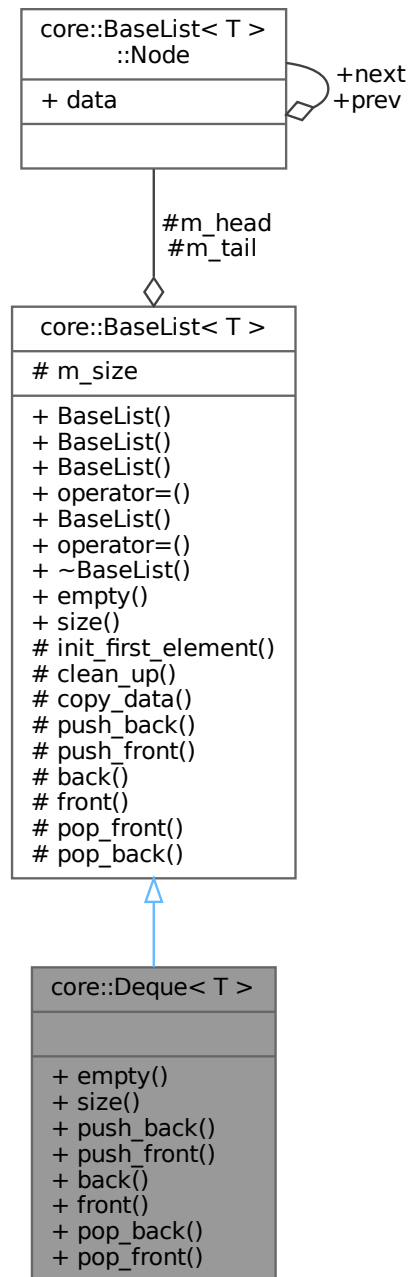 core::BaseList< T >
::Node
+ data
+next
+prev
#m_head
#m_tail
core::BaseList< T >
# m_size
+ BaseList()
+ BaseList()
+ BaseList()
+ operator=()
+ BaseList()
+ operator=()
+ ~BaseList()
+ empty()
+ size()
# init_first_element()
# clean_up()
# copy_data()
# push_back()
# push_front()
# back()
# front()
# pop_front()
# pop_back()
core::Deque< T >
+ empty()
+ size()
+ push_back()
+ push_front()
+ back()
+ front()
+ pop_back()
+ pop_front()